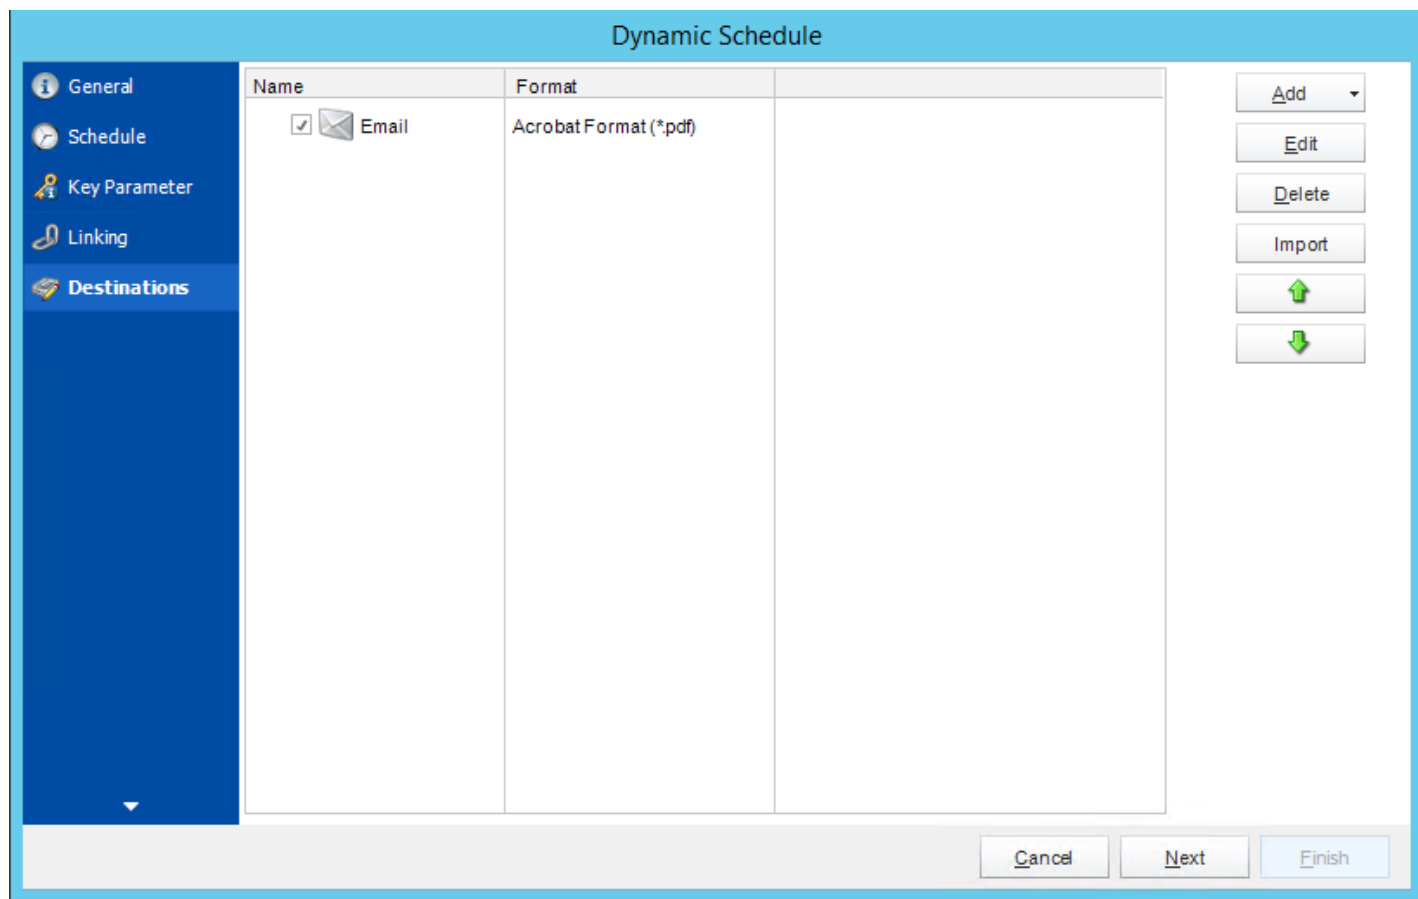 Dynamic Schedule
General
Schedule
Key Parameter
Linking
Destinations
Name Format
Email Acrobat Format (*.pdf)
Add
Edit
Delete
Import
Cancel Next Finish